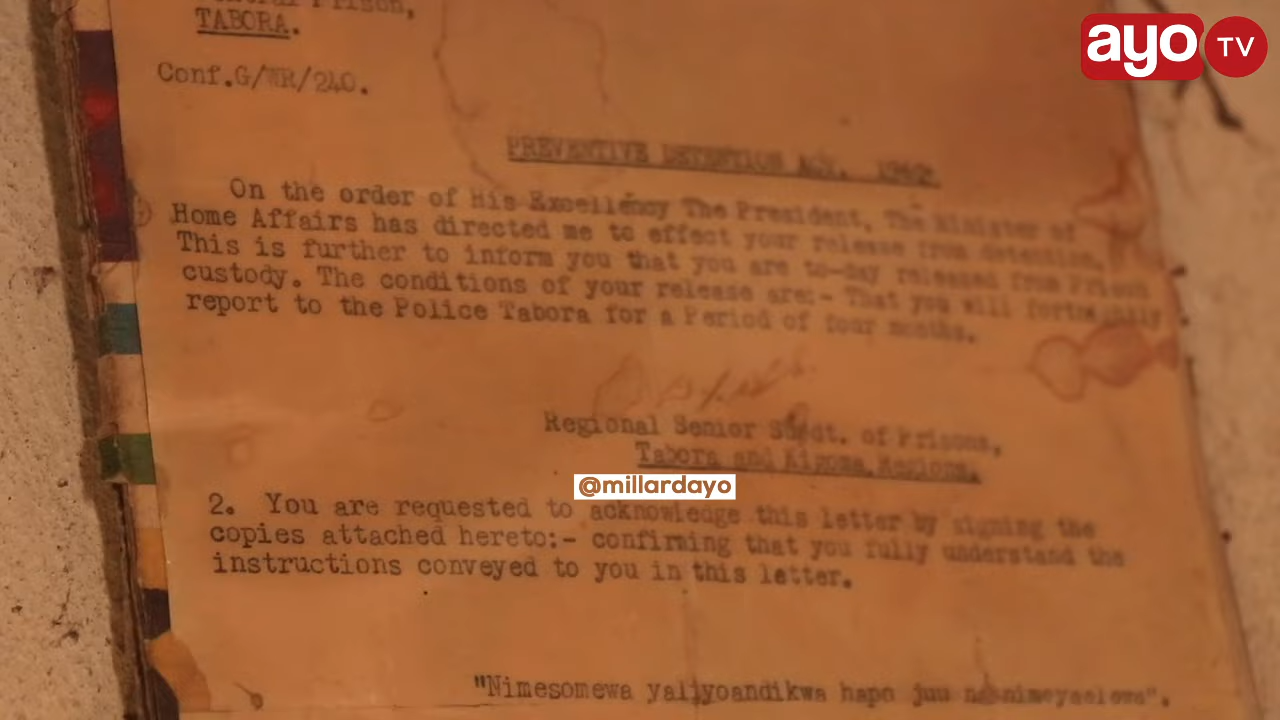 ayo TV
Prison,
TABORA.
Conf.G/WR/240.
PREVENTIVE DETENTION ACT. 1962.
On the order of His Excellency The President, The Minister of
Home Affairs has directed me to effect your release from detention.
This is further to inform you that you are to-day released from Prison
custody. The conditions of your release are:- That you will fortnightly
report to the Police Tabora for a Period of four months.
Regional Senior Supdt. of Prisons,
Tabora and Kigoma Regions.
@millardayo
2. You are requested to acknowledge this letter by signing the
copies attached hereto:- confirming that you fully understand the
instructions conveyed to you in this letter.
"Nimesomewa yaliyoandikwa hapo juu na nimeyaelewa".